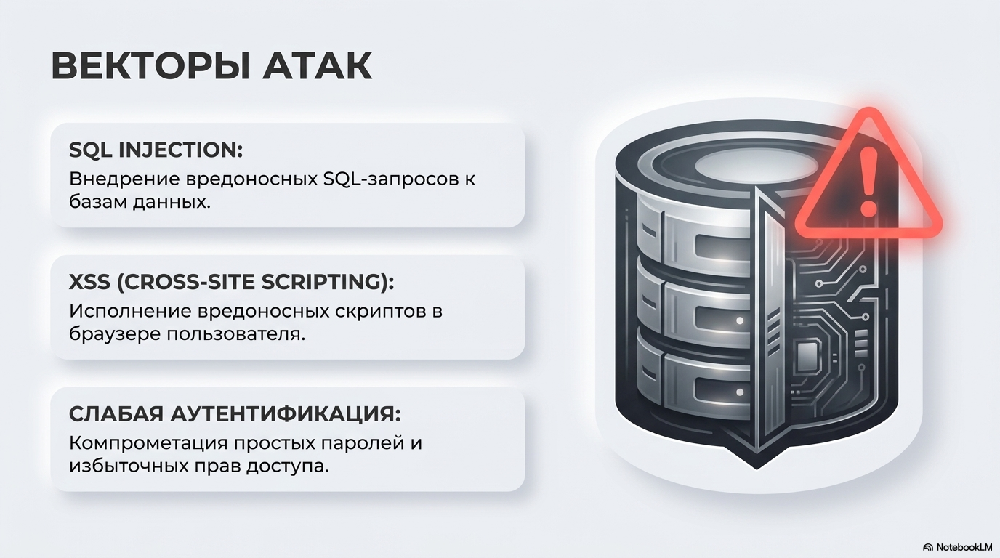 ВЕКТОРЫ АТАК
SQL INJECTION:
Внедрение вредоносных SQL-запросов к
базам данных.
XSS (CROSS-SITE SCRIPTING):
Исполнение вредоносных скриптов в
браузере пользователя.
СЛАБАЯ АУТЕНТИФИКАЦИЯ:
Компрометация простых паролей и
избыточных прав доступа.
NotebookLM